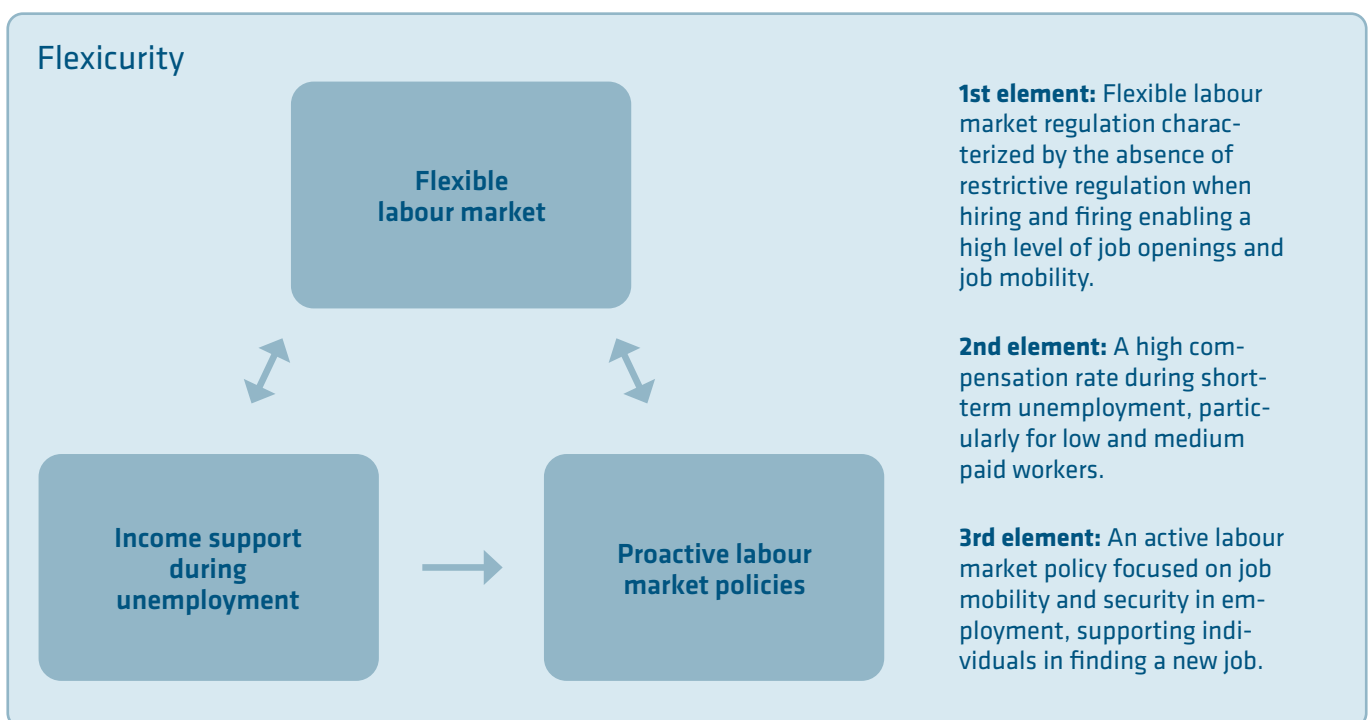 Flexicurity
Flexible
labour market
Income support
during
unemployment
Proactive labour
market policies
1st element: Flexible labour
market regulation charac-
terized by the absence of
restrictive regulation when
hiring and firing enabling a
high level of job openings and
job mobility.
2nd element: A high com-
pensation rate during short-
term unemployment, partic-
ularly for low and medium
paid workers.
3rd element: An active labour
market policy focused on job
mobility and security in em-
ployment, supporting indi-
viduals in finding a new job.